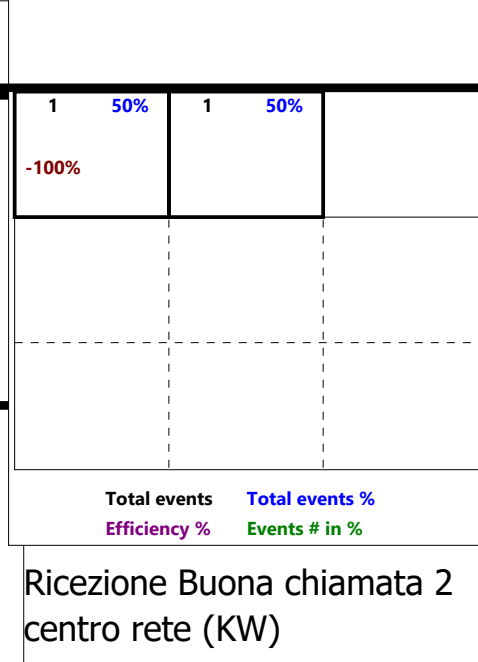 1 50% 1 50%
-100%
Total events Total events %
Efficiency % Events # in %
Ricezione Buona chiamata 2
centro rete (KW)